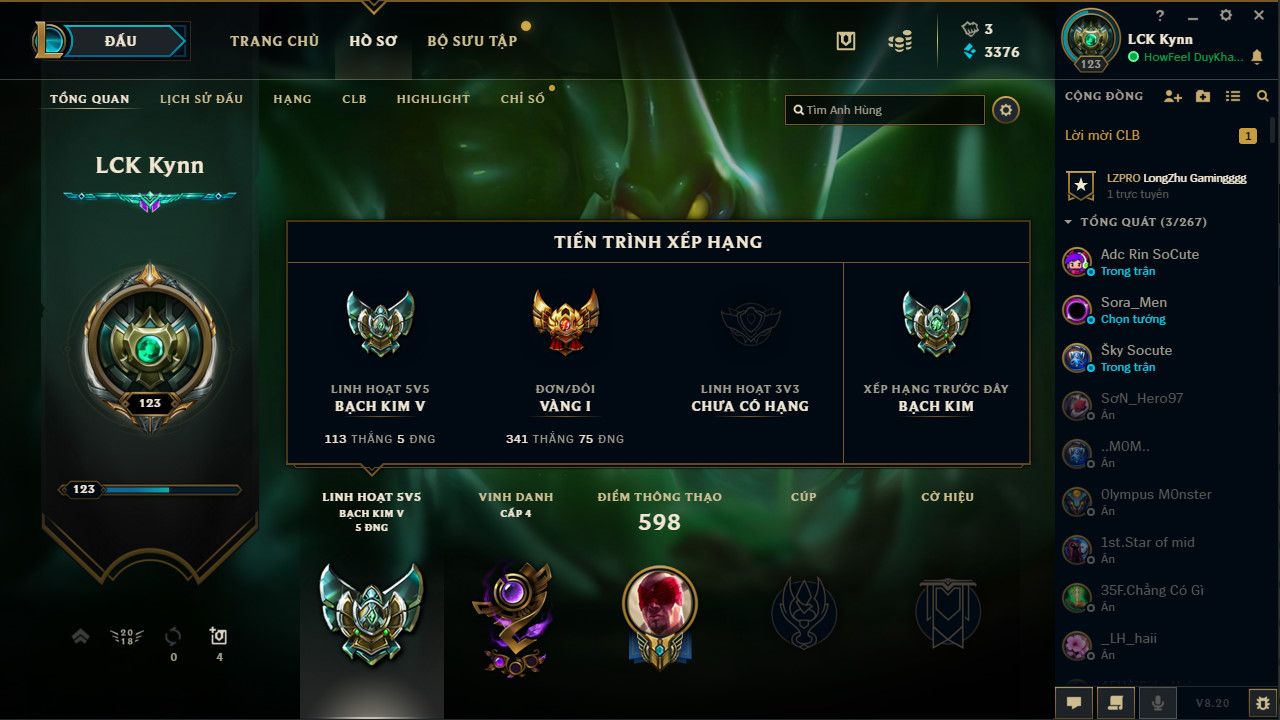 ĐẤU
TRANG CHỦ
HỒ SƠ
BỘ SƯU TẬP
3
3376
?
LCK Kynn
HowFeel DuyKha...
123
TỔNG QUAN
LỊCH SỬ ĐẤU
HẠNG
CLB
HIGHLIGHT
CHỈ SỐ
Tìm Anh Hùng
CỘNG ĐỒNG
Lời mời CLB
1
LZPRO LongZhu Gamingggg
1 trực tuyến
TỔNG QUÁT (3/267)
Adc Rin SoCute
Trong trận
Sora_Men
Chọn tướng
Šky Socute
Trong trận
SơN_Hero97
Ẩn
..M0M..
Ẩn
0lympus M0nster
Ẩn
1st.Star of mid
Ẩn
35F.Chẳng Có Gì
Ẩn
_LH_haii
Ẩn
LCK Kynn
123
123
2018
0
4
TIẾN TRÌNH XẾP HẠNG
LINH HOẠT 5V5
BẠCH KIM V
113 THẮNG 5 ĐNG
ĐƠN/ĐÔI
VÀNG I
341 THẮNG 75 ĐNG
LINH HOẠT 3V3
CHƯA CÓ HẠNG
XẾP HẠNG TRƯỚC ĐÂY
BẠCH KIM
LINH HOẠT 5V5
BẠCH KIM V
5 ĐNG
VINH DANH
CẤP 4
ĐIỂM THÔNG THẠO
598
CÚP
CỜ HIỆU
V8.20